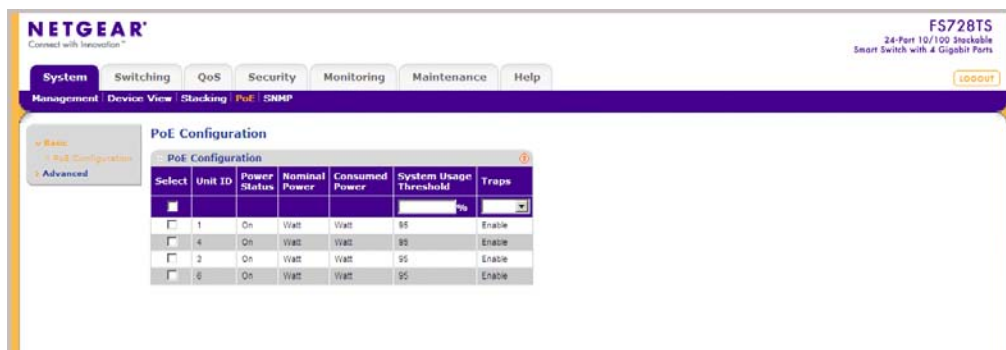 NETGEAR
Connect with Innovation™
FS728TS
24-Port 10/100 Stackable
Smart Switch with 4 Gigabit Ports
System Switching QoS Security Monitoring Maintenance Help
LOGOUT
Management Device View Stacking PoE SNMP
Basic
PoE Configuration
Advanced
PoE Configuration
PoE Configuration
Select Unit ID Power Status Nominal Power Consumed Power System Usage Threshold Traps
%
1 On Watt Watt 95 Enable
4 On Watt Watt 95 Enable
2 On Watt Watt 95 Enable
6 On Watt Watt 95 Enable